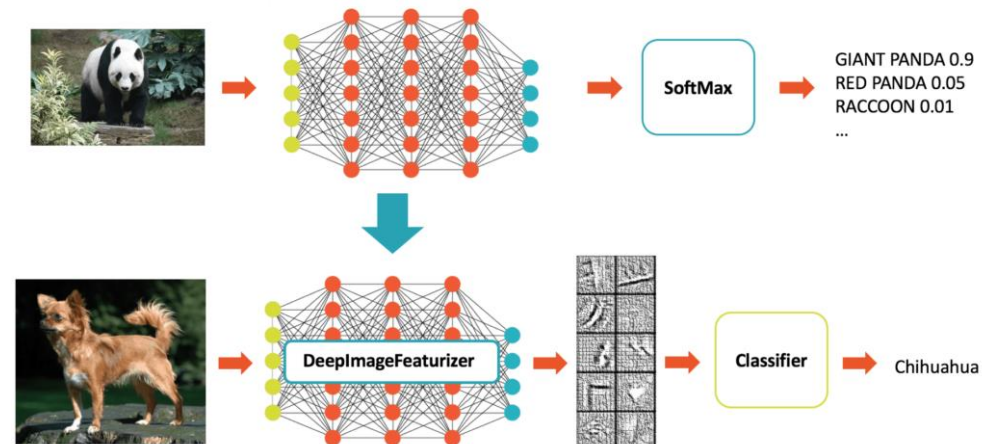 SoftMax
GIANT PANDA 0.9
RED PANDA 0.05
RACCOON 0.01
...
DeepImageFeaturizer
Classifier
Chihuahua